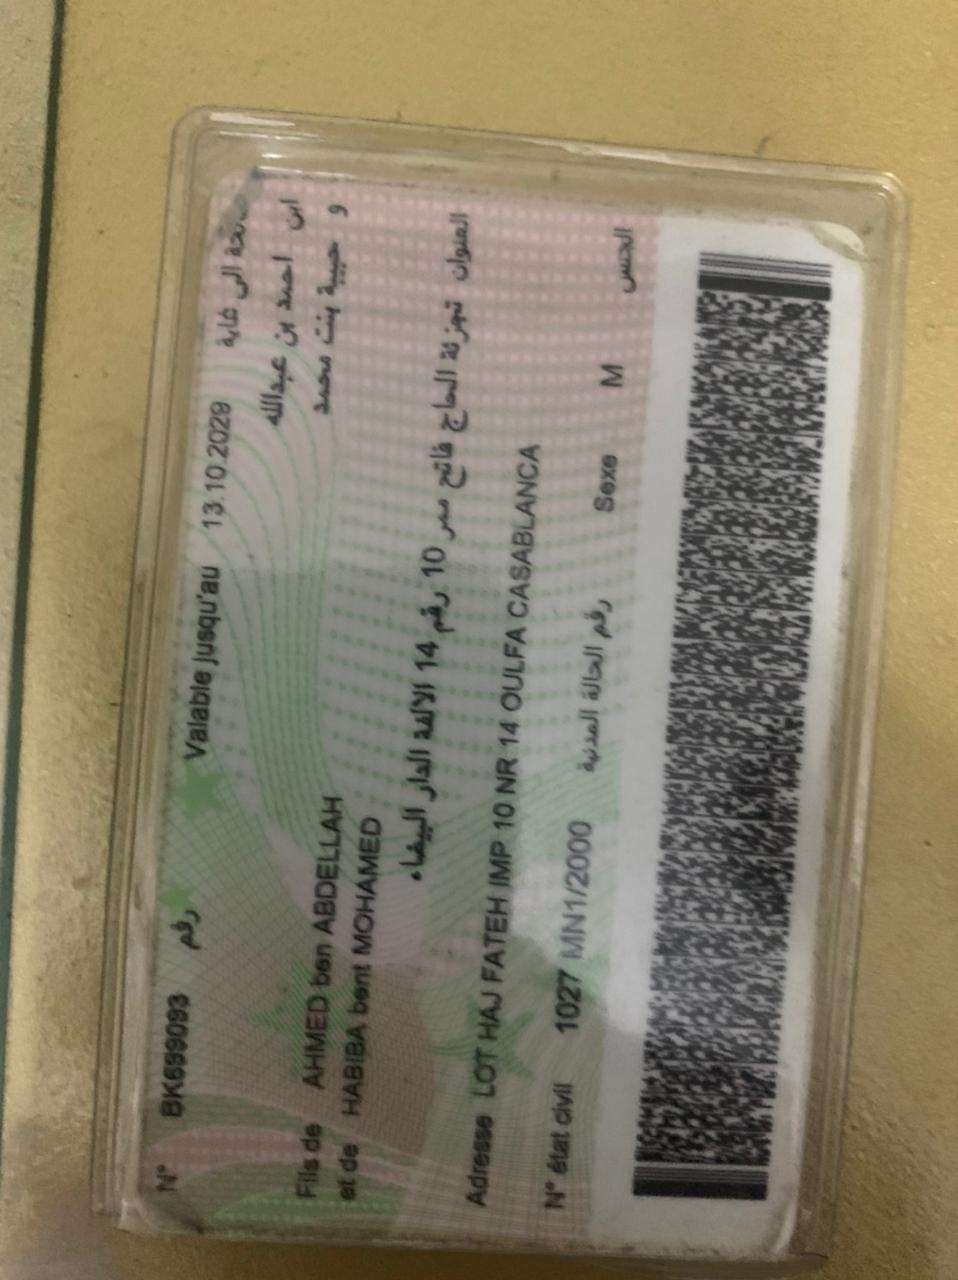 N° BK699093 رقم Valable jusqu'au 13.10.2029 صالحة الى غاية
ابن احمد بن عبدالله
Fils de AHMED ben ABDELLAH
و حبيبة بنت محمد
et de HABIBA bent MOHAMED
العنوان تجزئة الحاج فاتح ممر 10 رقم 14 الالفة الدار البيضاء
Adresse LOT HAJ FATEH IMP 10 NR 14 OULFA CASABLANCA
N° état civil 1027 MN1/2000 رقم الحالة المدنية Sexe M الجنس